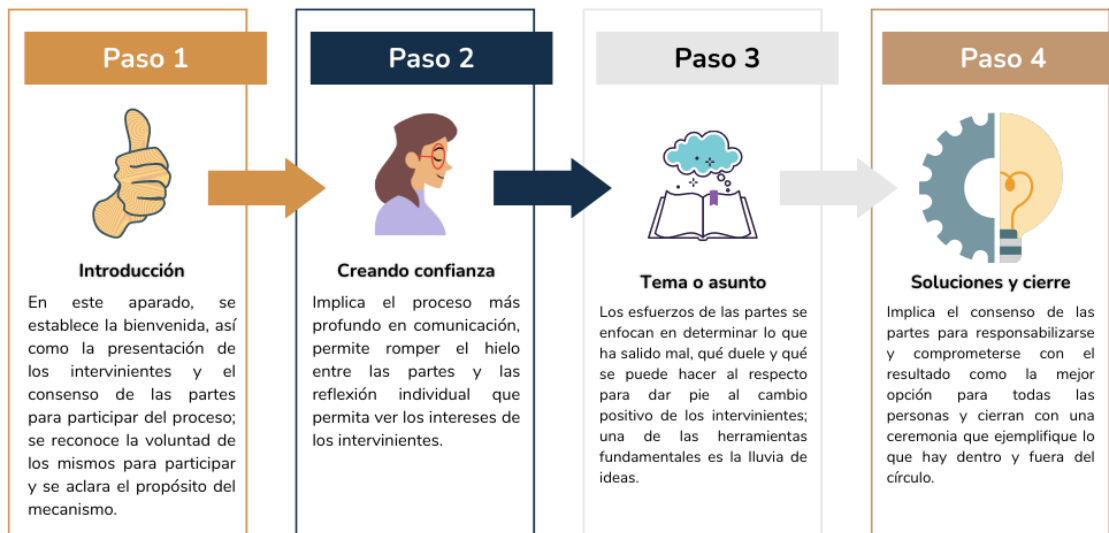 Paso 1
Introducción
En este aparado, se
establece la bienvenida, así
como la presentación de
los intervinientes y el
consenso de las partes
para participar del proceso;
se reconoce la voluntad de
los mismos para participar
y se aclara el propósito del
mecanismo.
Paso 2
Creando confianza
Implica el proceso más
profundo en comunicación,
permite romper el hielo
entre las partes y las
reflexión individual que
permita ver los intereses de
los intervinientes.
Paso 3
Tema o asunto
Los esfuerzos de las partes se
enfocan en determinar lo que
ha salido mal, qué duele y qué
se puede hacer al respecto
para dar pie al cambio
positivo de los intervinientes;
una de las herramientas
fundamentales es la lluvia de
ideas.
Paso 4
Soluciones y cierre
Implica el consenso de las
partes para responsabilizarse
y comprometerse con el
resultado como la mejor
opción para todas las
personas y cierran con una
ceremonia que ejemplifique lo
que hay dentro y fuera del
círculo.